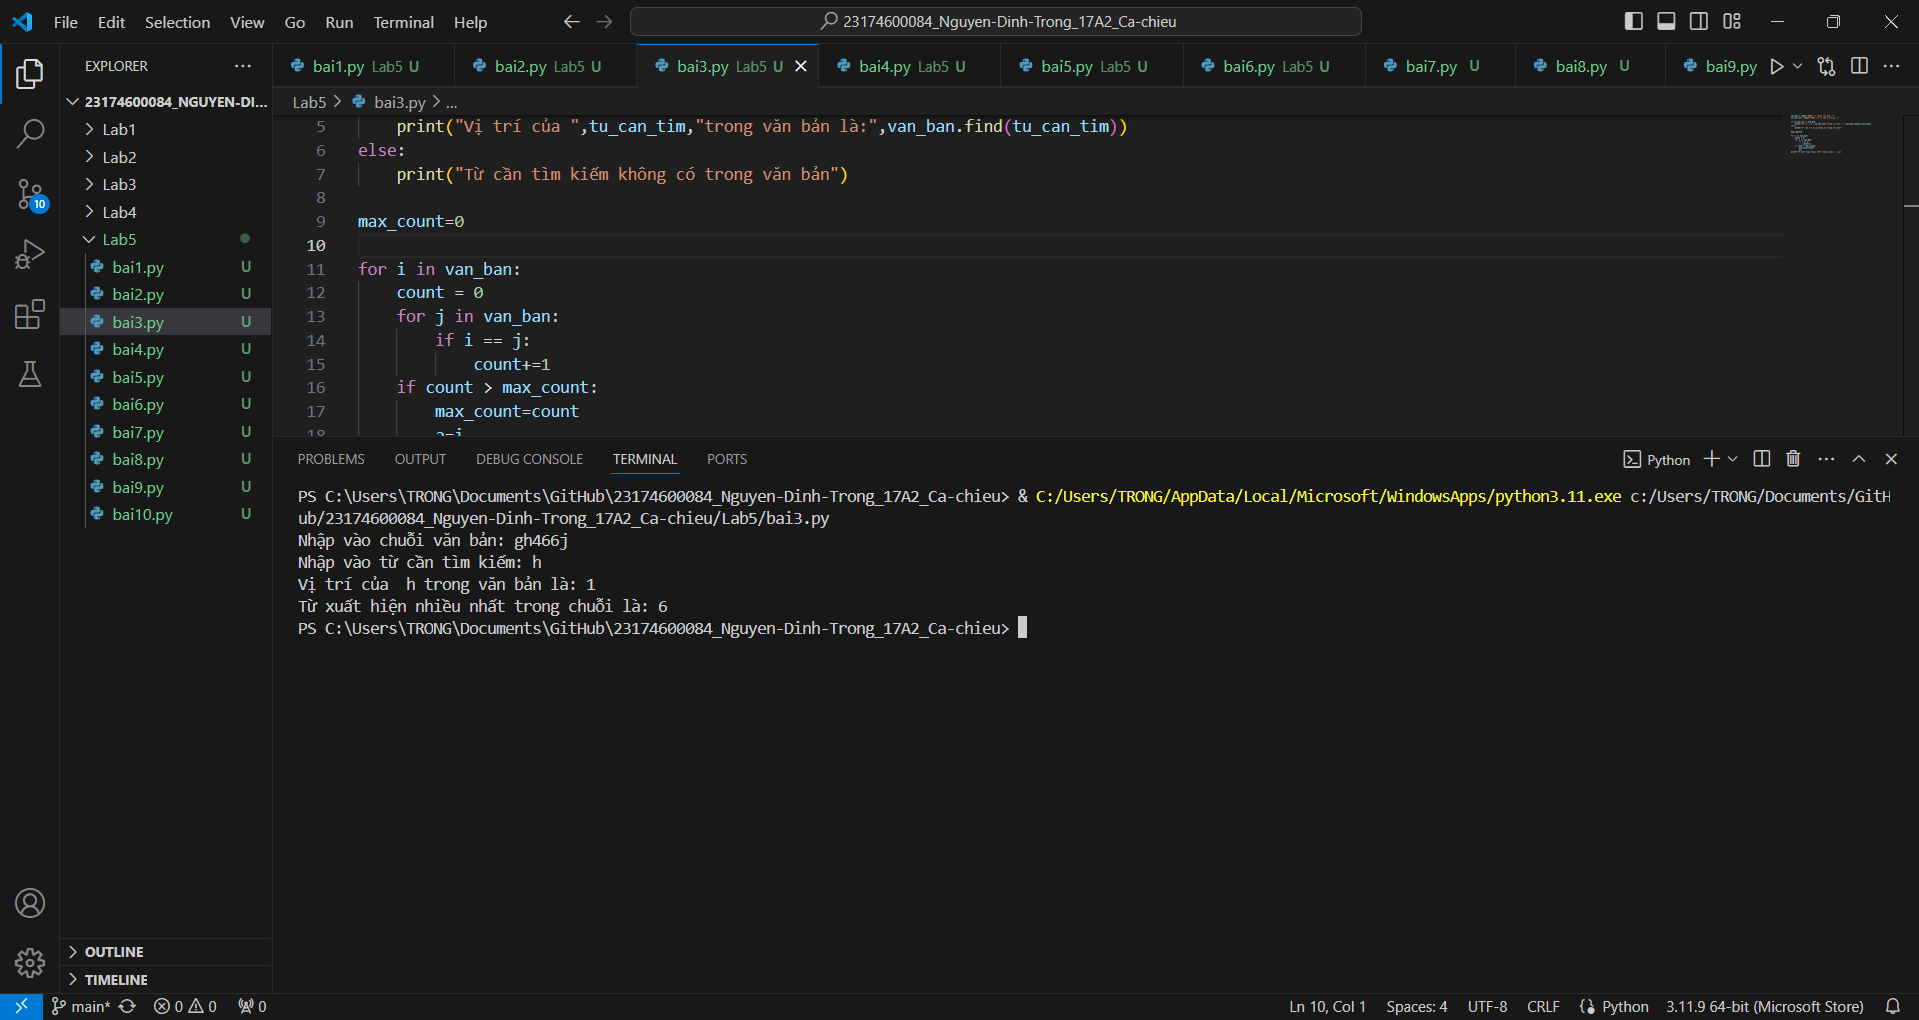 File Edit Selection View Go Run Terminal Help
23174600084_Nguyen-Dinh-Trong_17A2_Ca-chieu
EXPLORER
23174600084_NGUYEN-DI...
Lab1
Lab2
Lab3
Lab4
Lab5
bai1.py U
bai2.py U
bai3.py U
bai4.py U
bai5.py U
bai6.py U
bai7.py U
bai8.py U
bai9.py U
bai10.py U
OUTLINE
TIMELINE
10
bai1.py Lab5 U bai2.py Lab5 U bai3.py Lab5 U bai4.py Lab5 U bai5.py Lab5 U bai6.py Lab5 U bai7.py U bai8.py U bai9.py
Lab5 > bai3.py > ...
5 print("Vị trí của ",tu_can_tim,"trong văn bản là:",van_ban.find(tu_can_tim))
6 else:
7 print("Từ cần tìm kiếm không có trong văn bản")
8
9 max_count=0
10
11 for i in van_ban:
12 count = 0
13 for j in van_ban:
14 if i == j:
15 count+=1
16 if count > max_count:
17 max_count=count
18 a=i
PROBLEMS OUTPUT DEBUG CONSOLE TERMINAL PORTS
Python
PS C:\Users\TRONG\Documents\GitHub\23174600084_Nguyen-Dinh-Trong_17A2_Ca-chieu> & C:/Users/TRONG/AppData/Local/Microsoft/WindowsApps/python3.11.exe c:/Users/TRONG/Documents/GitH
ub/23174600084_Nguyen-Dinh-Trong_17A2_Ca-chieu/Lab5/bai3.py
Nhập vào chuỗi văn bản: gh466j
Nhập vào từ cần tìm kiếm: h
Vị trí của  h trong văn bản là: 1
Từ xuất hiện nhiều nhất trong chuỗi là: 6
PS C:\Users\TRONG\Documents\GitHub\23174600084_Nguyen-Dinh-Trong_17A2_Ca-chieu>
main* 0 0 0 Ln 10, Col 1 Spaces: 4 UTF-8 CRLF Python 3.11.9 64-bit (Microsoft Store)